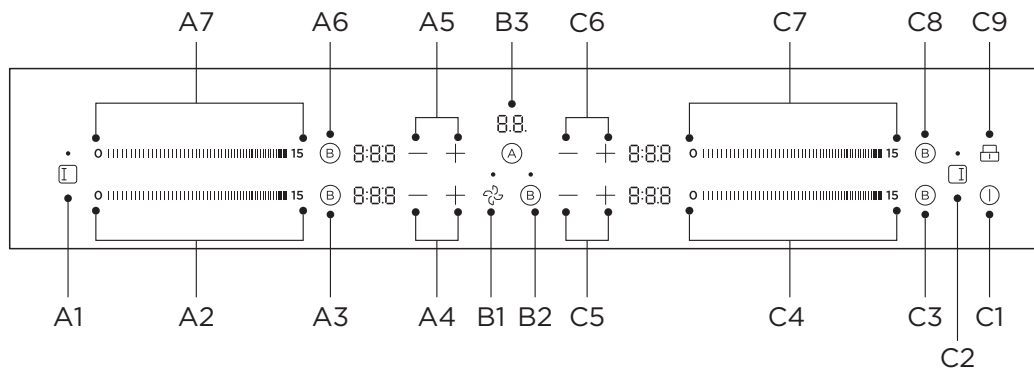 A7 A6 A5 B3 C6 C7 C8 C9
8.8.
0 15 B 8:8.8 A 8:8.8 0 15 B
0 15 B 8:8.8 B 8:8.8 0 15 B
A1 A2 A3 A4 B1 B2 C5 C4 C3 C1
C2